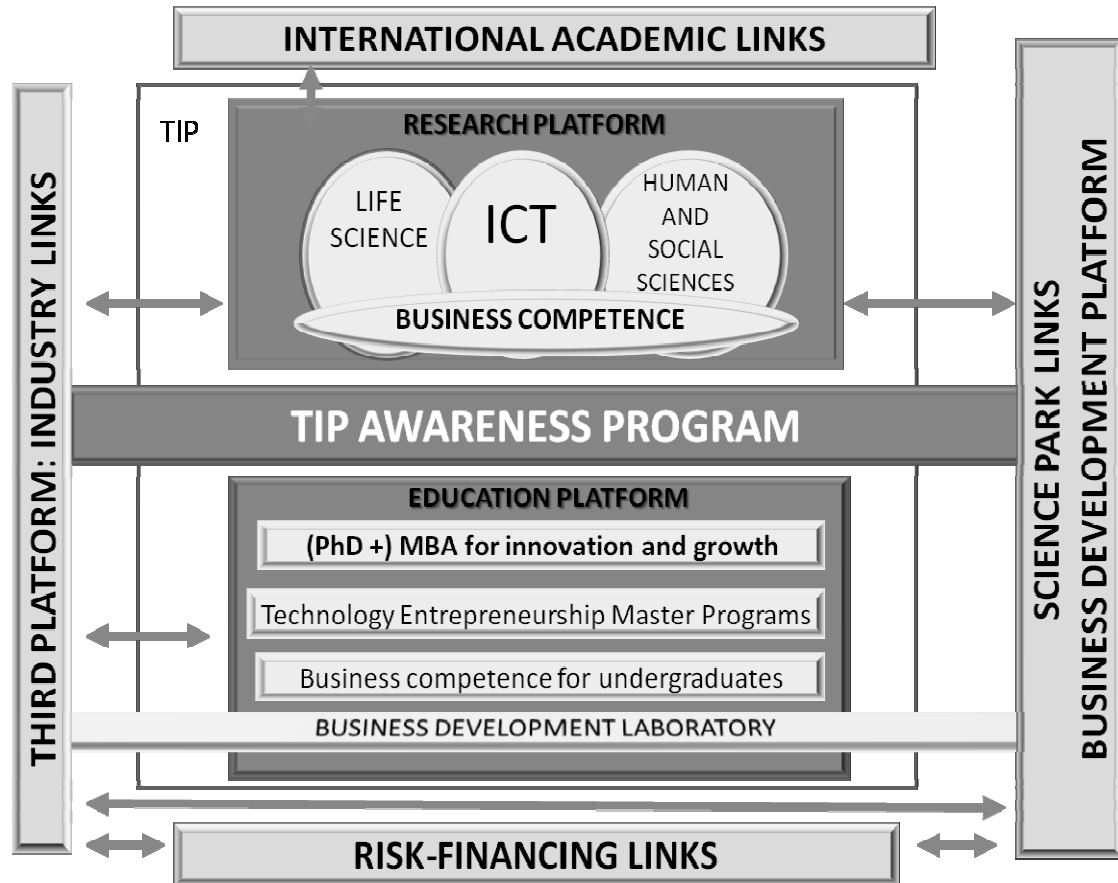 INTERNATIONAL ACADEMIC LINKS
TIP
RESEARCH PLATFORM
LIFE
SCIENCE
ICT
HUMAN
AND
SOCIAL
SCIENCES
BUSINESS COMPETENCE
TIP AWARENESS PROGRAM
EDUCATION PLATFORM
(PhD +) MBA for innovation and growth
Technology Entrepreneurship Master Programs
Business competence for undergraduates
BUSINESS DEVELOPMENT LABORATORY
RISK-FINANCING LINKS
THIRD PLATFORM: INDUSTRY LINKS
SCIENCE PARK LINKS
BUSINESS DEVELOPMENT PLATFORM